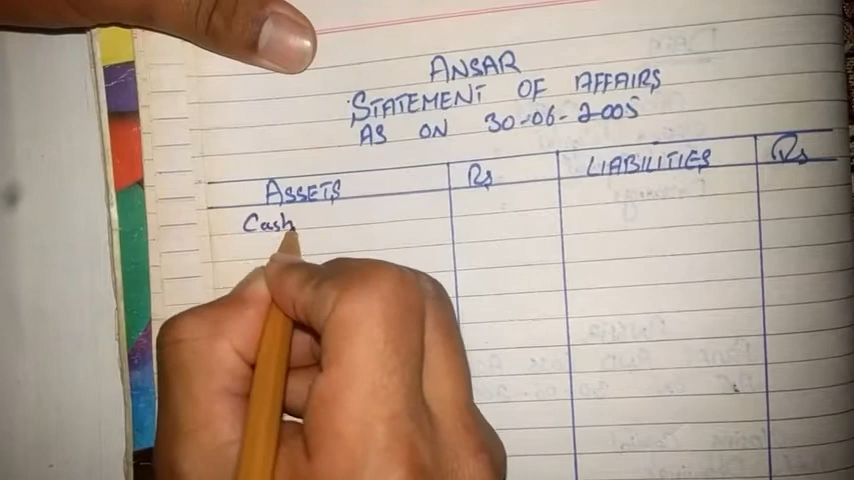 ANSAR
STATEMENT OF AFFAIRS
AS ON 30-06-2005
ASSETS Rs LIABILITIES Rs
Cash